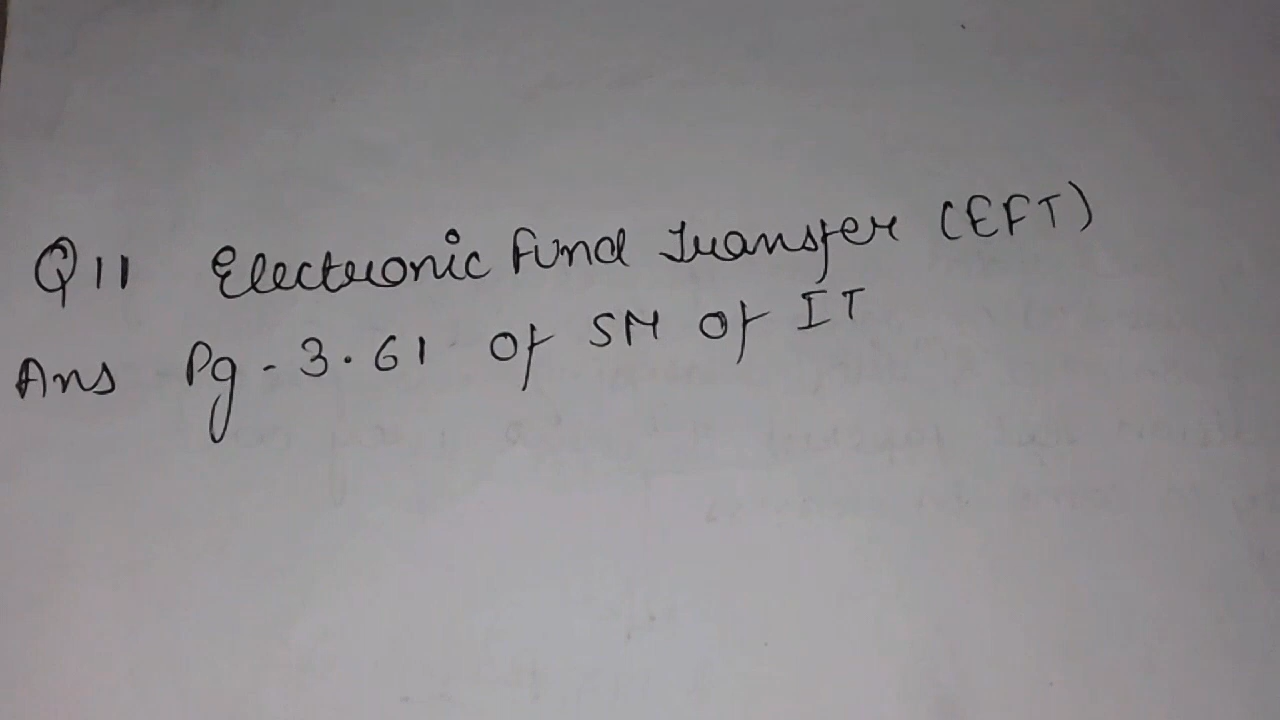 Q11 Electronic Fund Transfer (EFT)
Ans Pg-3.61 of SM of IT